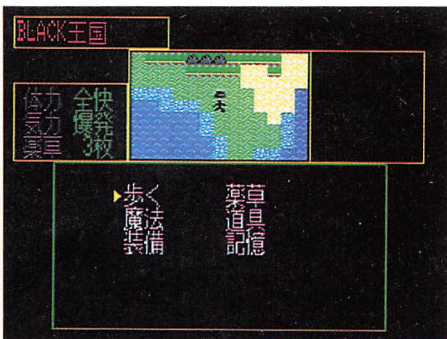 BLACK王国
体力 全快
気力 爆発
薬草 3枚
▶歩く 薬草
魔法 道具
装備 記憶